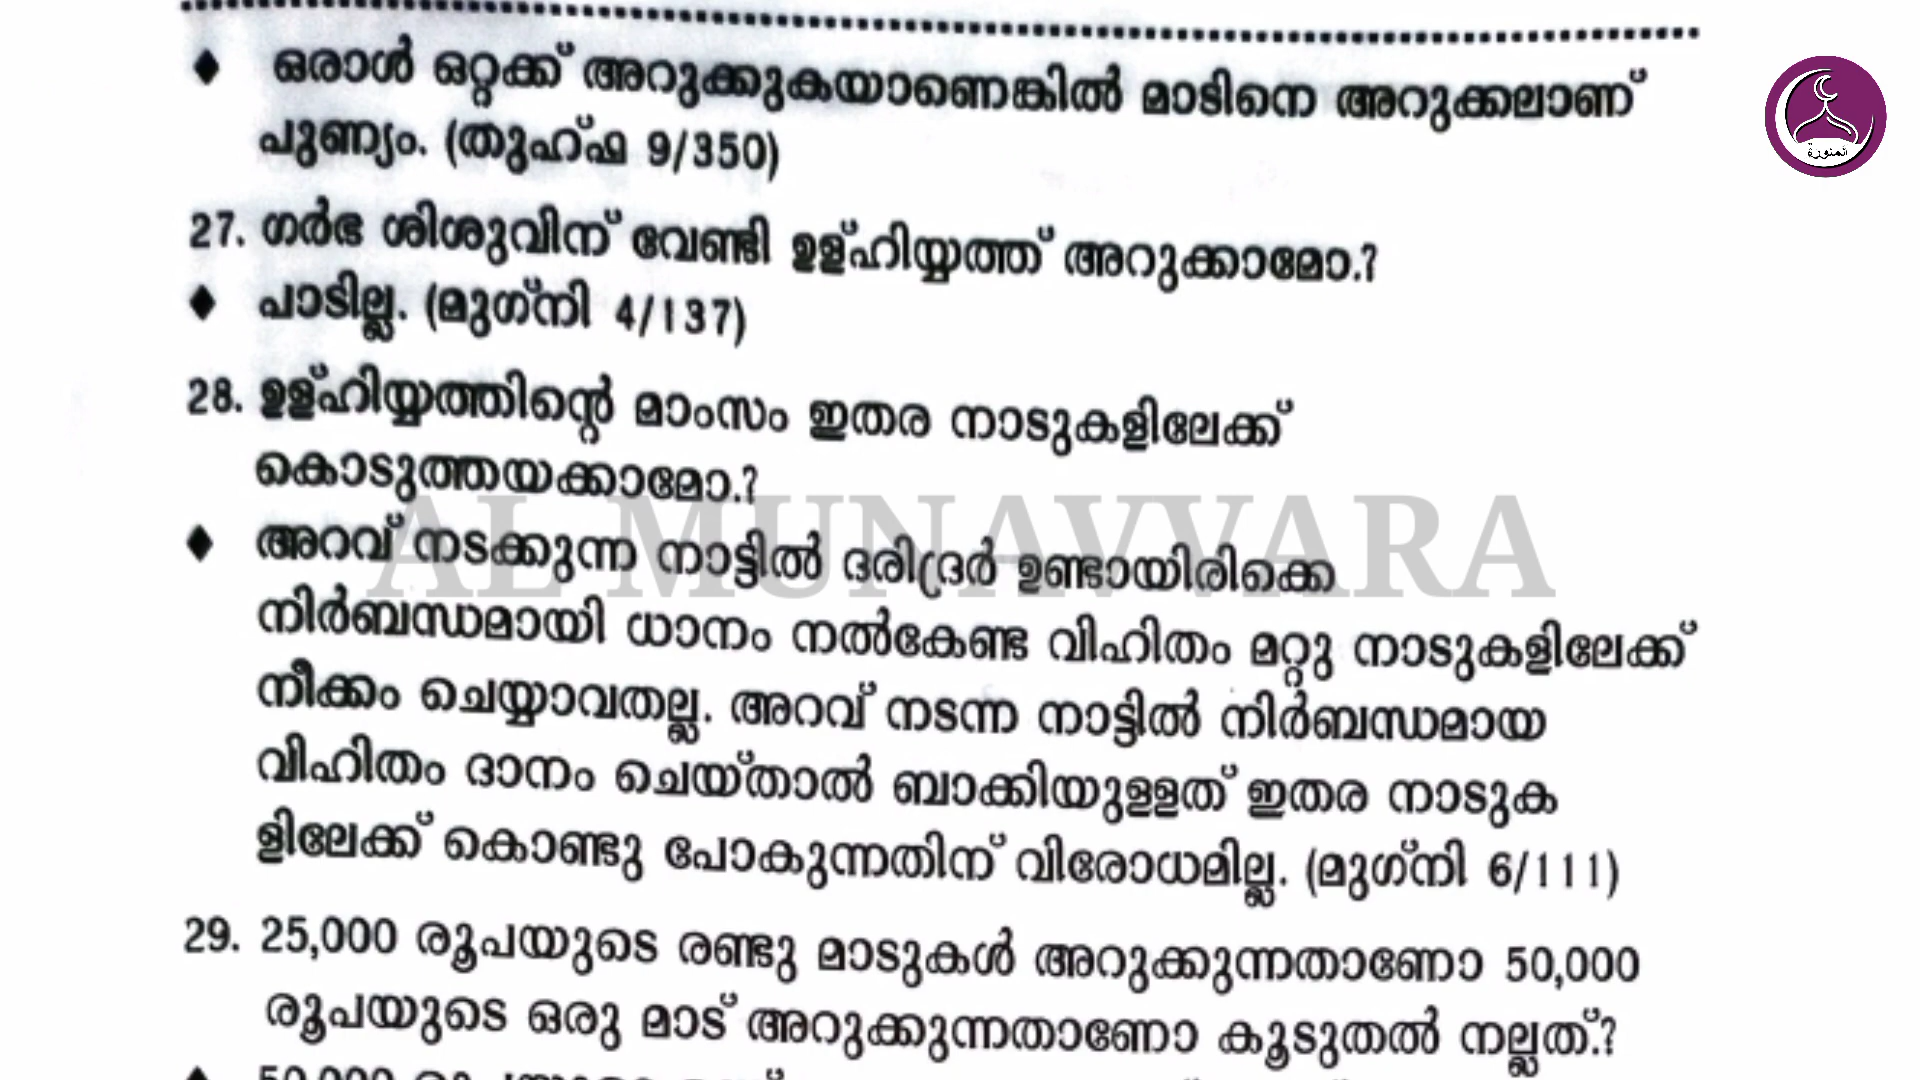 ♦ ഒരാൾ ഒറ്റക്ക് അറുക്കുകയാണെങ്കിൽ മാടിനെ അറുക്കലാണ്
പുണ്യം. (തുഹ്ഫ 9/350)
27. ഗർഭ ശിശുവിന് വേണ്ടി ഉള്ഹിയ്യത്ത് അറുക്കാമോ.?
♦ പാടില്ല. (മുഗ്നി 4/137)
28. ഉള്ഹിയ്യത്തിന്റെ മാംസം ഇതര നാടുകളിലേക്ക്
കൊടുത്തയക്കാമോ.?
AL MUNAVVARA
♦ അറവ് നടക്കുന്ന നാട്ടിൽ ദരിദ്രർ ഉണ്ടായിരിക്കെ
നിർബന്ധമായി ധാനം നൽകേണ്ട വിഹിതം മറ്റു നാടുകളിലേക്ക്
നീക്കം ചെയ്യാവതല്ല. അറവ് നടന്ന നാട്ടിൽ നിർബന്ധമായ
വിഹിതം ദാനം ചെയ്താൽ ബാക്കിയുള്ളത് ഇതര നാടുക
ളിലേക്ക് കൊണ്ടു പോകുന്നതിന് വിരോധമില്ല. (മുഗ്നി 6/111)
29. 25,000 രൂപയുടെ രണ്ടു മാടുകൾ അറുക്കുന്നതാണോ 50,000
രൂപയുടെ ഒരു മാട് അറുക്കുന്നതാണോ കൂടുതൽ നല്ലത്.?
المنورة